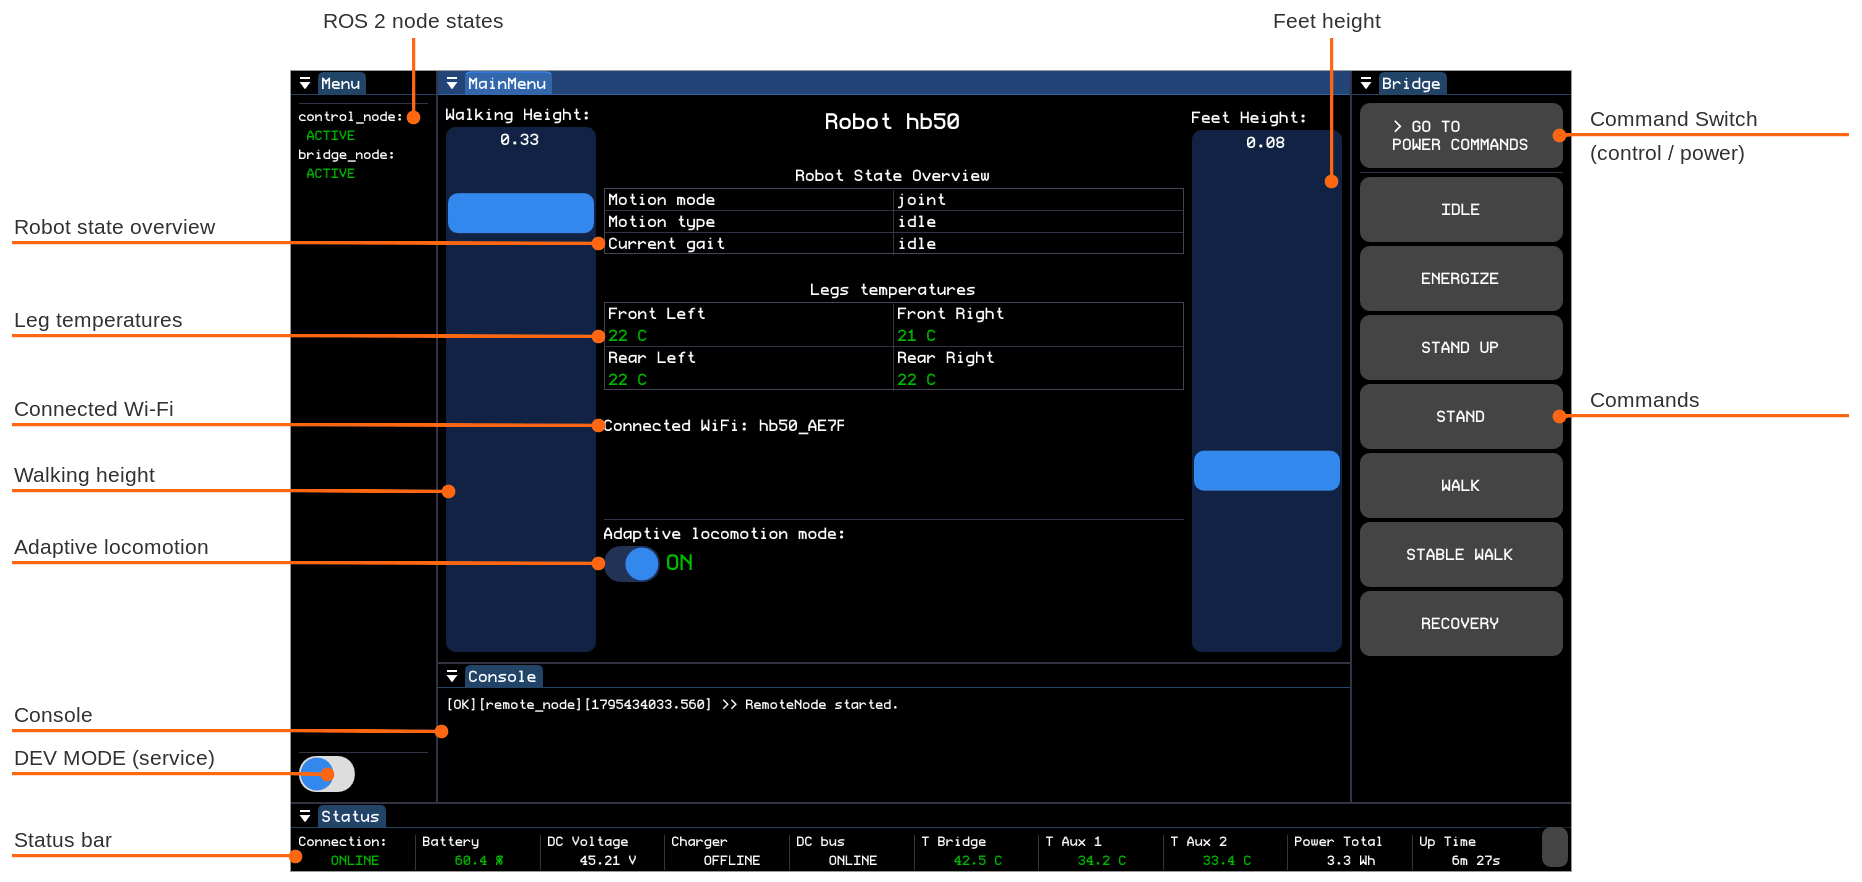 ROS 2 node states
Feet height
Menu
MainMenu
Bridge
control_node:
ACTIVE
bridge_node:
ACTIVE
Walking Height:
0.33
Robot hb50
Feet Height:
0.08
Robot State Overview
Motion mode joint
Motion type idle
Current gait idle
Legs temperatures
Front Left Front Right
22 C 21 C
Rear Left Rear Right
22 C 22 C
Connected WiFi: hb50_AE7F
Adaptive locomotion mode:
ON
> GO TO
POWER COMMANDS
IDLE
ENERGIZE
STAND UP
STAND
WALK
STABLE WALK
RECOVERY
Command Switch
(control / power)
Commands
Robot state overview
Leg temperatures
Connected Wi-Fi
Walking height
Adaptive locomotion
Console
DEV MODE (service)
Status bar
Console
[OK][remote_node][1795434033.560] >> RemoteNode started.
Status
Connection: Battery DC Voltage Charger DC bus T Bridge T Aux 1 T Aux 2 Power Total Up Time
ONLINE 60.4 % 45.21 V OFFLINE ONLINE 42.5 C 34.2 C 33.4 C 3.3 Wh 6m 27s